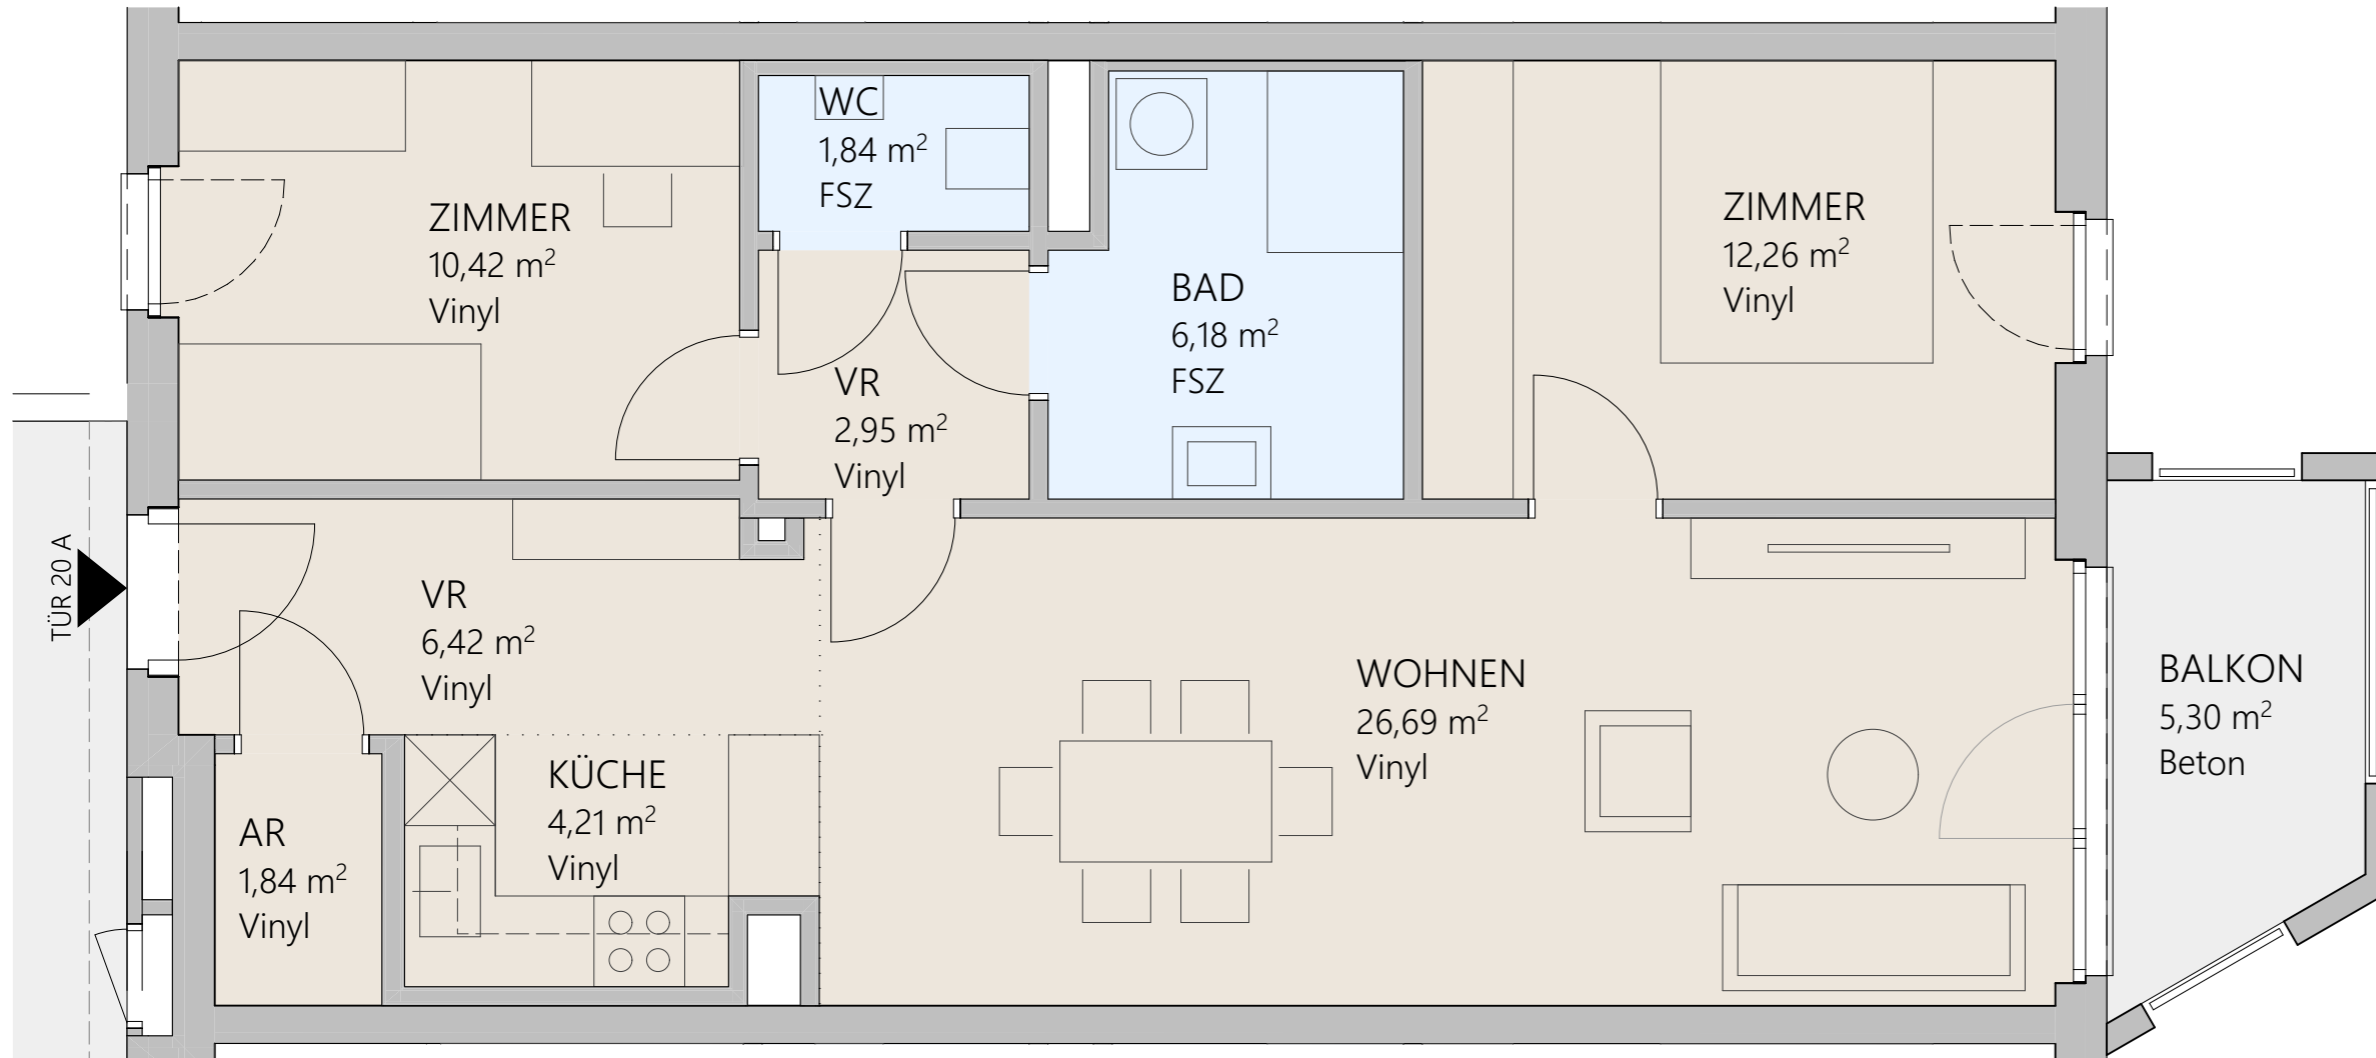 WC
1,84 m²
FSZ
ZIMMER
10,42 m²
Vinyl
ZIMMER
12,26 m²
Vinyl
BAD
6,18 m²
FSZ
VR
2,95 m²
Vinyl
TÜR 20 A
VR
6,42 m²
Vinyl
WOHNEN
26,69 m²
Vinyl
BALKON
5,30 m²
Beton
KÜCHE
4,21 m²
Vinyl
AR
1,84 m²
Vinyl